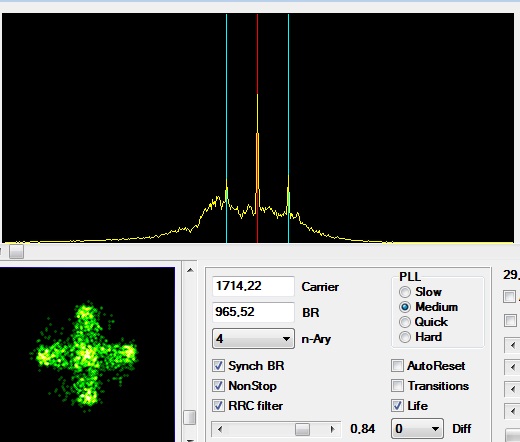 29,
PLL
1714,22 Carrier
Slow
965,52 BR
Medium
4 n-Ary
Quick
Hard
Synch BR
AutoReset
NonStop
Transitions
RRC filter
Life
0,84
0 Diff